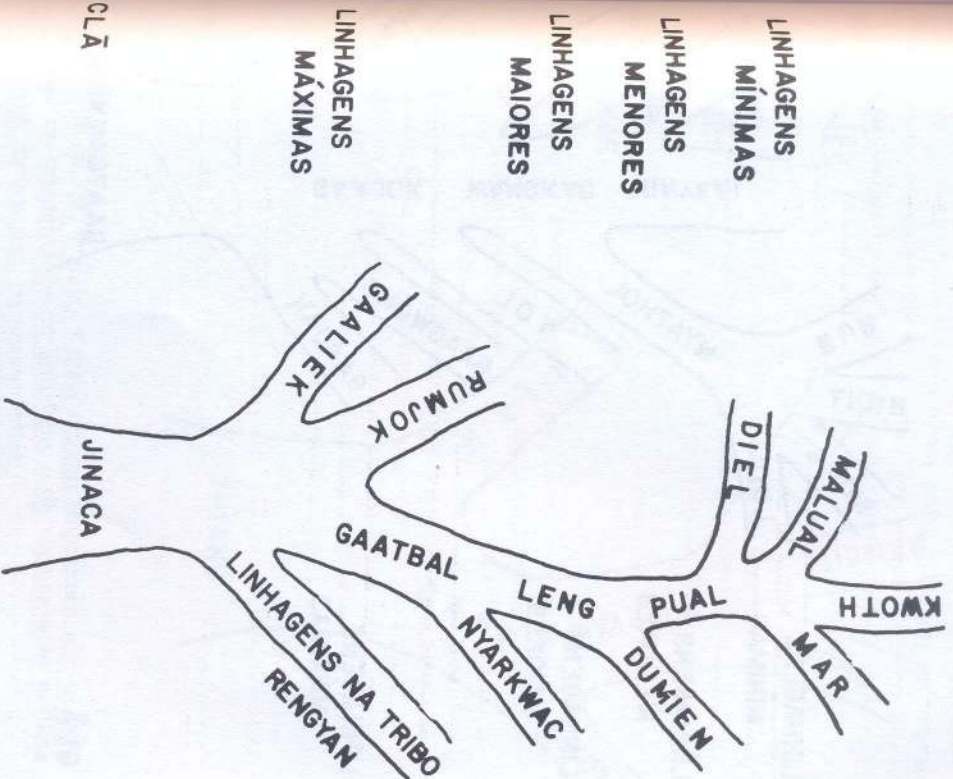 LINHAGENS
MÍNIMAS
LINHAGENS
MENORES
LINHAGENS
MAIORES
LINHAGENS
MÁXIMAS
CLÃ
KWOTH
MALUAL
MAR
DIEL
PUAL
DUMIEN
LENG
NYARKWAC
GAATBAL
RUMJOK
GAALIEK
LINHAGENS NA TRIBO
RENGYAN
JINACA